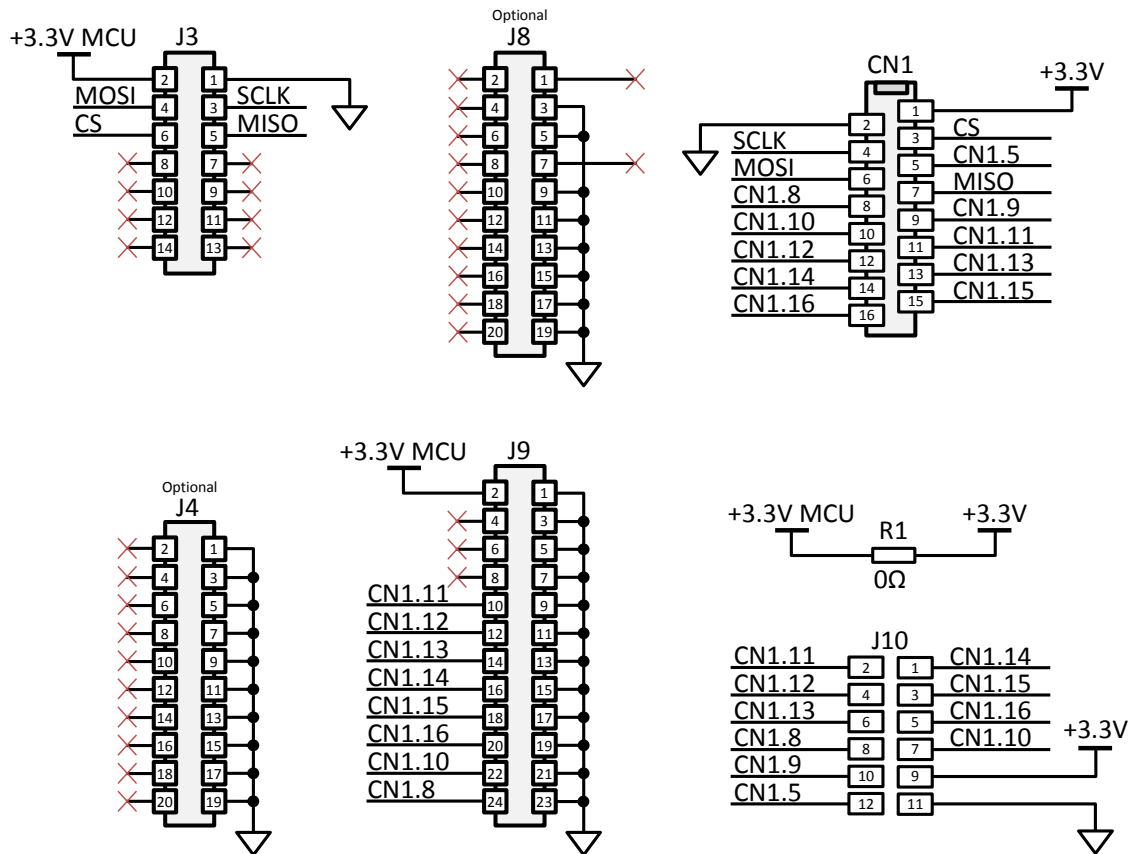 Optional
+3.3V MCU J3 J8
CN1 +3.3V
2 1
MOSI 4 3 SCLK
CS 6 5 MISO
8 7
10 9
12 11
14 13
2 1
4 3
6 5
8 7
10 9
12 11
14 13
16 15
18 17
20 19
1
2 3 CS
SCLK 4 5 CN1.5
MOSI 6 7 MISO
CN1.8 8 9 CN1.9
CN1.10 10 11 CN1.11
CN1.12 12 13 CN1.13
CN1.14 14 15 CN1.15
CN1.16 16
Optional
J4
2 1
4 3
6 5
8 7
10 9
12 11
14 13
16 15
18 17
20 19
+3.3V MCU J9
2 1
4 3
6 5
8 7
CN1.11 10 9
CN1.12 12 11
CN1.13 14 13
CN1.14 16 15
CN1.15 18 17
CN1.16 20 19
CN1.10 22 21
CN1.8 24 23
+3.3V MCU R1 +3.3V
0Ω
J10
CN1.11 2 1 CN1.14
CN1.12 4 3 CN1.15
CN1.13 6 5 CN1.16
CN1.8 8 7 CN1.10
+3.3V
CN1.9 10 9
CN1.5 12 11